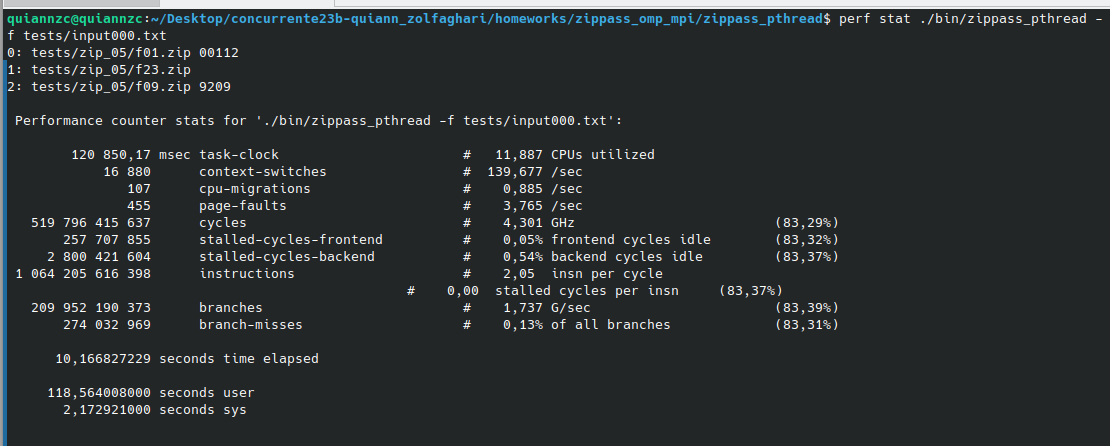 quiannzc@quiannzc:~/Desktop/concurrente23b-quiann_zolfaghari/homeworks/zippass_omp_mpi/zippass_pthread$ perf stat ./bin/zippass_pthread -
f tests/input000.txt
0: tests/zip_05/f01.zip 00112
1: tests/zip_05/f23.zip
2: tests/zip_05/f09.zip 9209
Performance counter stats for './bin/zippass_pthread -f tests/input000.txt':
120 850,17 msec task-clock # 11,887 CPUs utilized
16 880 context-switches # 139,677 /sec
107 cpu-migrations # 0,885 /sec
455 page-faults # 3,765 /sec
519 796 415 637 cycles # 4,301 GHz (83,29%)
257 707 855 stalled-cycles-frontend # 0,05% frontend cycles idle (83,32%)
2 800 421 604 stalled-cycles-backend # 0,54% backend cycles idle (83,37%)
1 064 205 616 398 instructions # 2,05 insn per cycle
# 0,00 stalled cycles per insn (83,37%)
209 952 190 373 branches # 1,737 G/sec (83,39%)
274 032 969 branch-misses # 0,13% of all branches (83,31%)
10,166827229 seconds time elapsed
118,564008000 seconds user
2,172921000 seconds sys